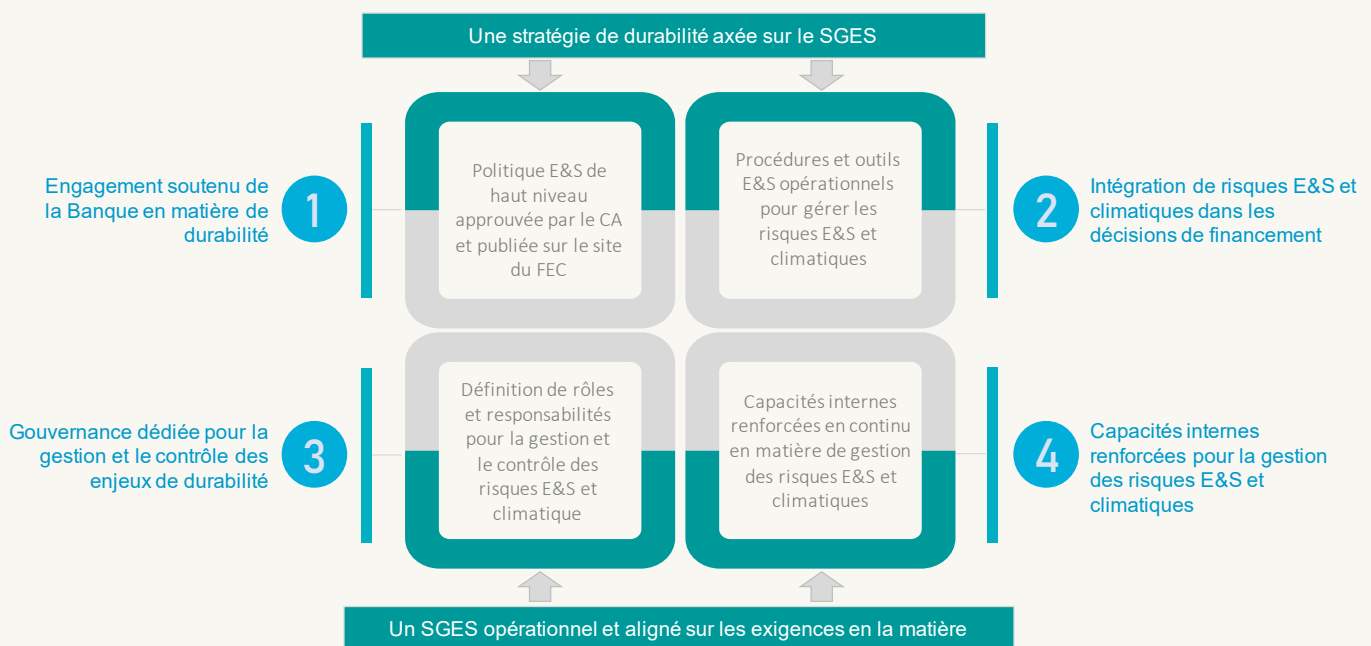 Une stratégie de durabilité axée sur le SGES
Engagement soutenu de
la Banque en matière de
durabilité
1
Politique E&S de
haut niveau
approuvée par le CA
et publiée sur le site
du FEC
Procédures et outils
E&S opérationnels
pour gérer les
risques E&S et
climatiques
2
Intégration de risques E&S et
climatiques dans les
décisions de financement
Gouvernance dédiée pour la
gestion et le contrôle des
enjeux de durabilité
3
Définition de rôles
et responsabilités
pour la gestion et
le contrôle des
risques E&S et
climatique
Capacités internes
renforcées en continu
en matière de gestion
des risques E&S et
climatiques
4
Capacités internes
renforcées pour la gestion
des risques E&S et
climatiques
Un SGES opérationnel et aligné sur les exigences en la matière